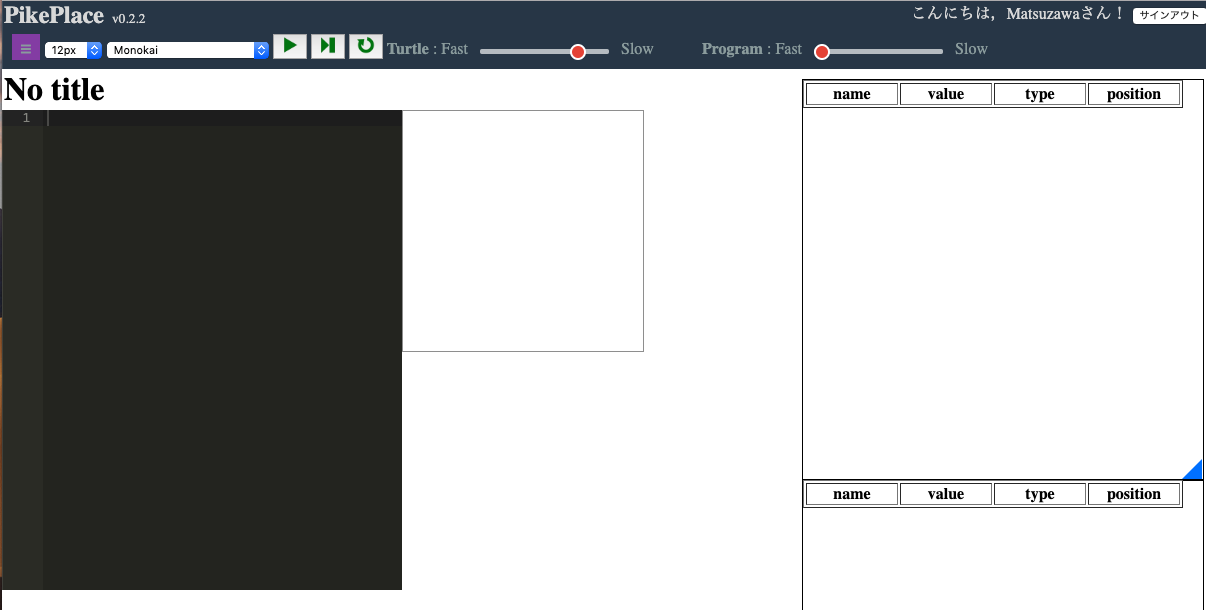 PikePlace v0.2.2
こんにちは，Matsuzawaさん！ サインアウト
12px Monokai Turtle : Fast Slow Program : Fast Slow
No title
1
name value type position
name value type position